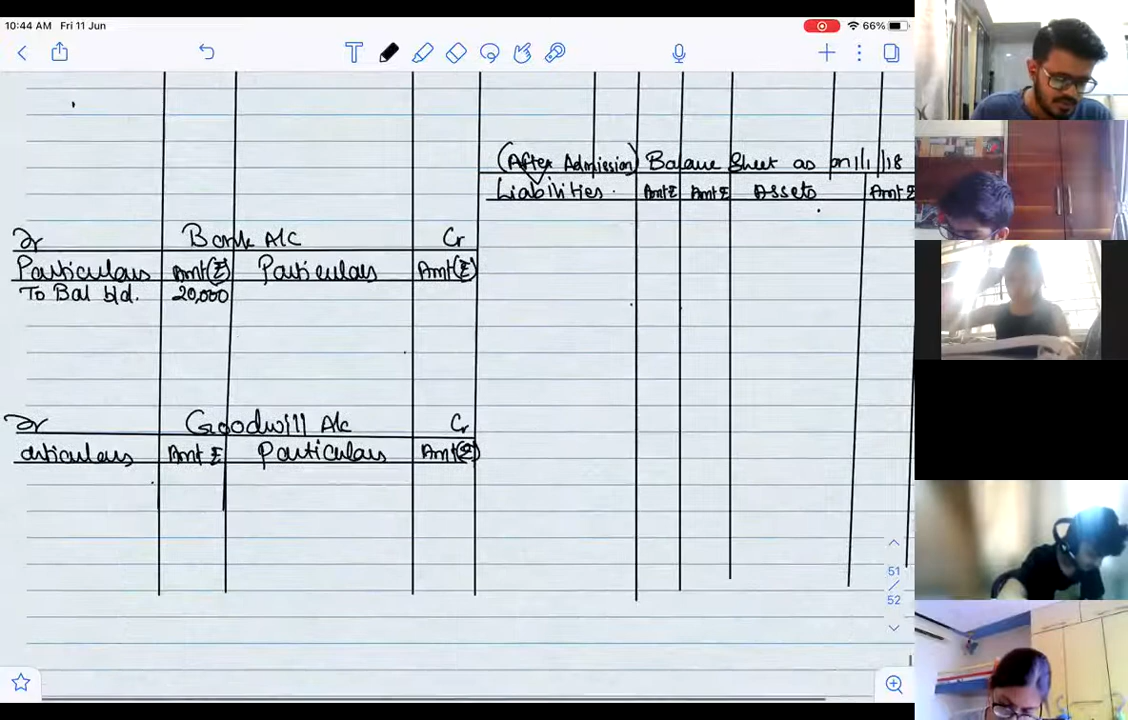 10:44 AM Fri 11 Jun
66%
T
(After Admission) Balance Sheet as on 1/1/18
Liabilities. Amt ₹ Amt ₹ Assets Amt ₹
Dr Bank A/c Cr
Particulars Amt(₹) Particulars Amt(₹)
To Bal b/d. 20,000
Dr Goodwill A/c Cr
articulars Amt ₹ Particulars Amt(₹)
51
/
52